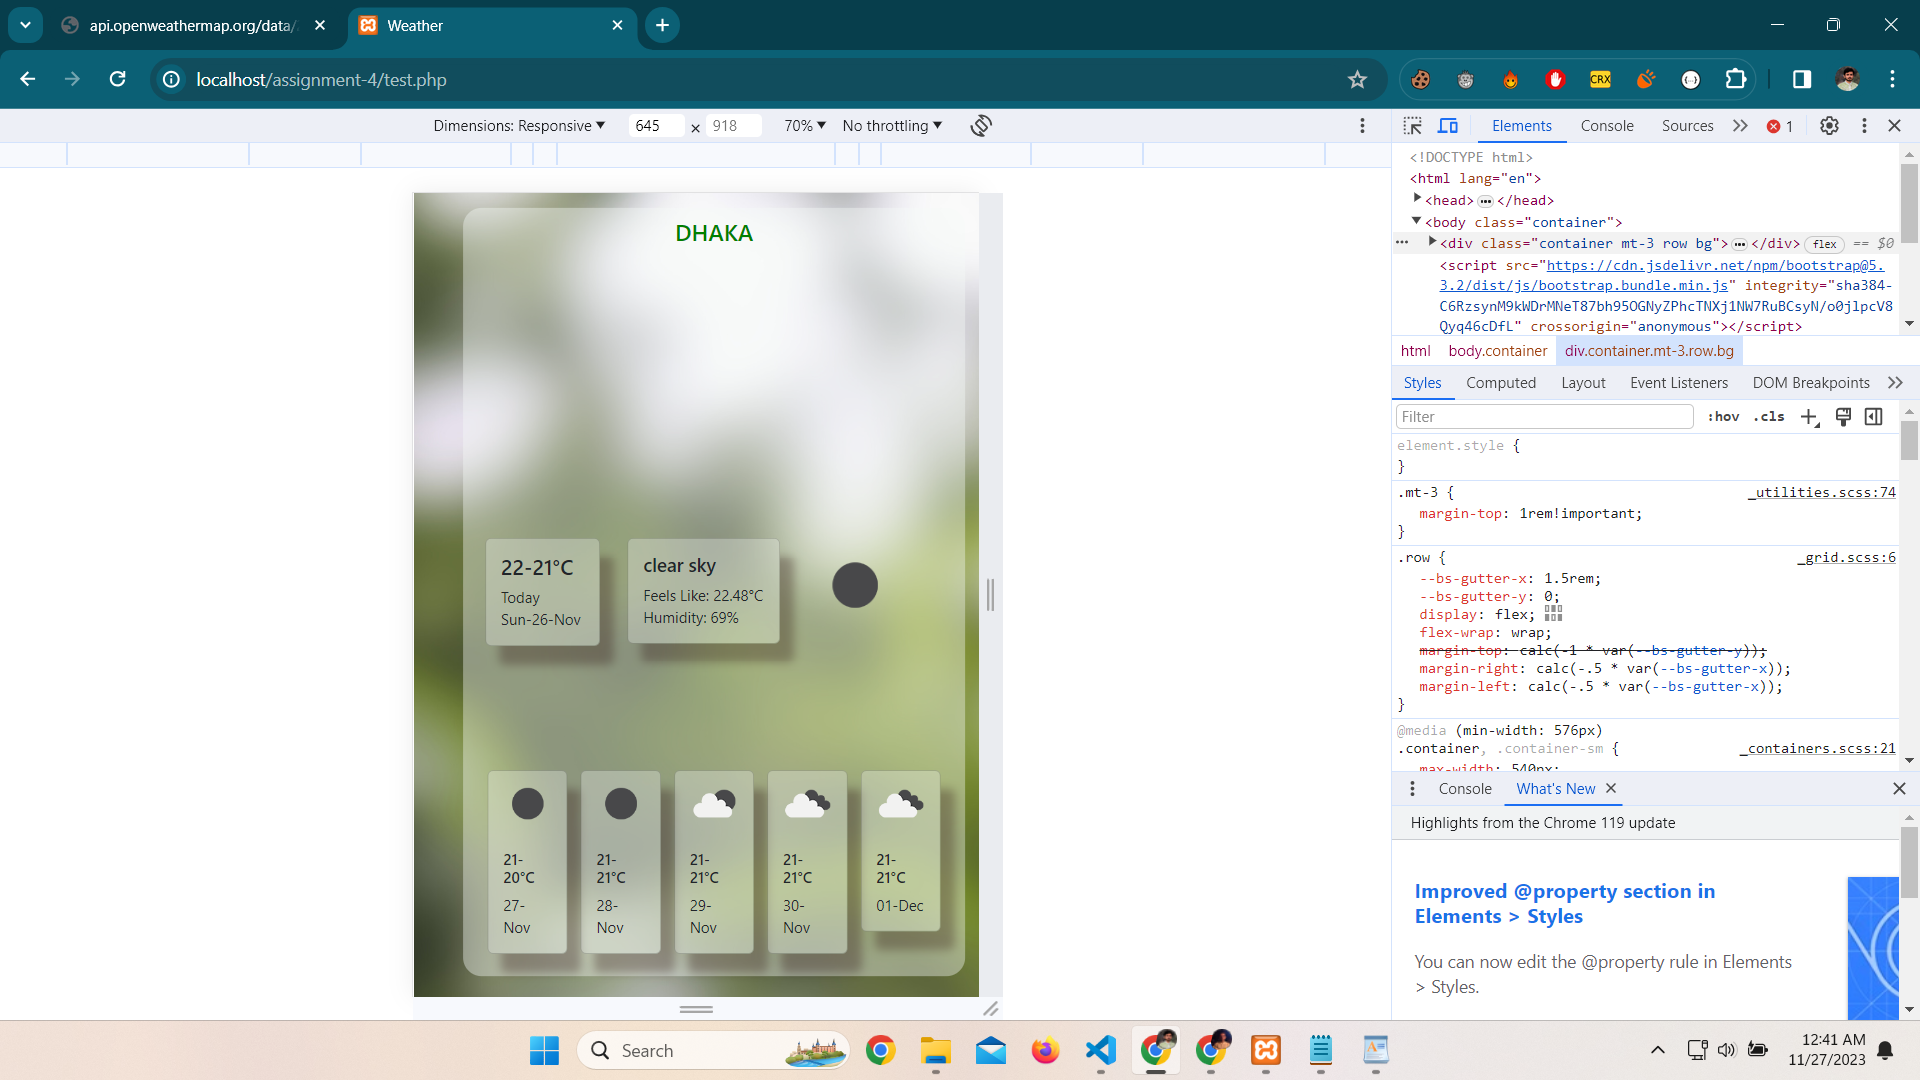 api.openweathermap.org/data/
Weather
localhost/assignment-4/test.php
CRX
Dimensions: Responsive
645 × 918
70%
No throttling
Elements Console Sources 1
DHAKA
22-21°C
Today
Sun-26-Nov
clear sky
Feels Like: 22.48°C
Humidity: 69%
21-
20°C
27-
Nov
21-
21°C
28-
Nov
21-
21°C
29-
Nov
21-
21°C
30-
Nov
21-
21°C
01-Dec
<!DOCTYPE html>
<html lang="en">
<head> ••• </head>
<body class="container">
••• <div class="container mt-3 row bg"> ••• </div> flex == $0
<script src="https://cdn.jsdelivr.net/npm/bootstrap@5.
3.2/dist/js/bootstrap.bundle.min.js" integrity="sha384-
C6RzsynM9kWDrMNeT87bh95OGNyZPhcTNXj1NW7RuBCsyN/o0jlpcV8
Qyq46cDfL" crossorigin="anonymous"></script>
html body.container div.container.mt-3.row.bg
Styles Computed Layout Event Listeners DOM Breakpoints
Filter :hov .cls
element.style {
}
.mt-3 { _utilities.scss:74
margin-top: 1rem!important;
}
.row { _grid.scss:6
--bs-gutter-x: 1.5rem;
--bs-gutter-y: 0;
display: flex;
flex-wrap: wrap;
margin-top: calc(-1 * var(--bs-gutter-y));
margin-right: calc(-.5 * var(--bs-gutter-x));
margin-left: calc(-.5 * var(--bs-gutter-x));
}
@media (min-width: 576px)
.container, .container-sm { _containers.scss:21
max-width: 540px;
Console What's New
Highlights from the Chrome 119 update
Improved @property section in
Elements > Styles
You can now edit the @property rule in Elements
> Styles.
Search
12:41 AM
11/27/2023